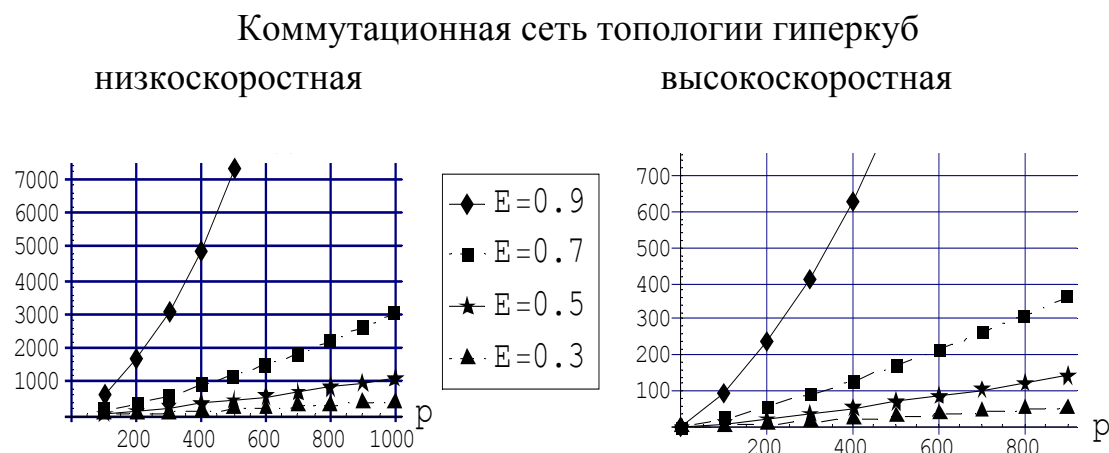 Коммутационная сеть топологии гиперкуб
низкоскоростная
высокоскоростная
7000
6000
5000
4000
3000
2000
1000
200 400 600 800 1000 p
E=0.9
E=0.7
E=0.5
E=0.3
700
600
500
400
300
200
100
200 400 600 800 p